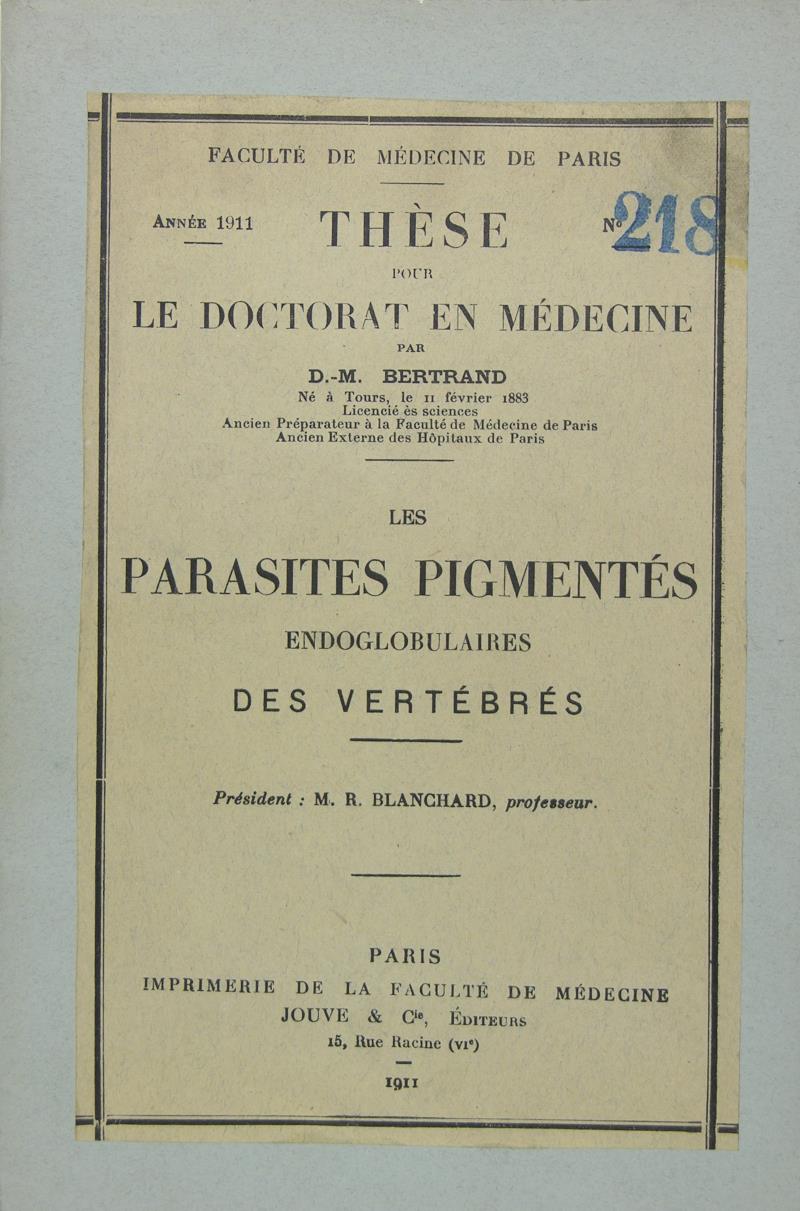 FACULTÉ DE MÉDECINE DE PARIS
ANNÉE 1911 THÈSE N° 218
POUR
LE DOCTORAT EN MÉDECINE
PAR
D.-M. BERTRAND
Né à Tours, le 11 février 1883
Licencié ès sciences
Ancien Préparateur à la Faculté de Médecine de Paris
Ancien Externe des Hôpitaux de Paris
LES
PARASITES PIGMENTÉS
ENDOGLOBULAIRES
DES VERTÉBRÉS
Président : M. R. BLANCHARD, professeur.
PARIS
IMPRIMERIE DE LA FACULTÉ DE MÉDECINE
JOUVE & Cie, ÉDITEURS
15, Rue Racine (VIe)
1911